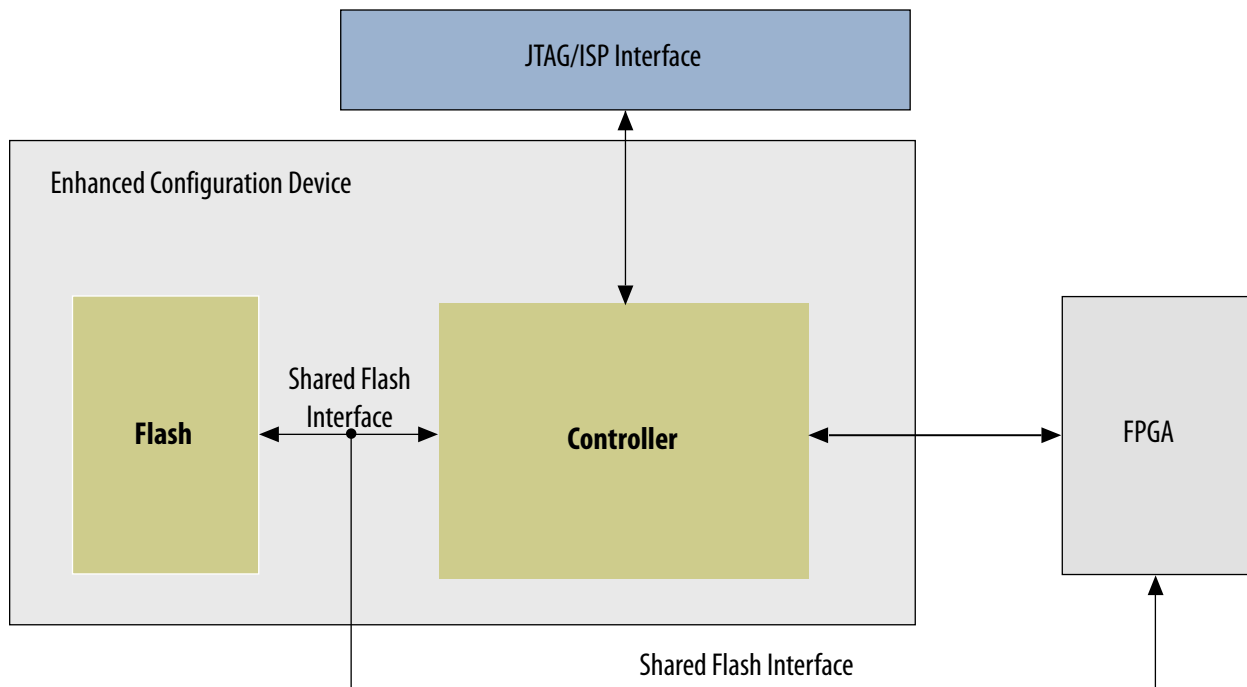 JTAG/ISP Interface
Enhanced Configuration Device
Shared Flash
Interface
Flash
Controller
FPGA
Shared Flash Interface